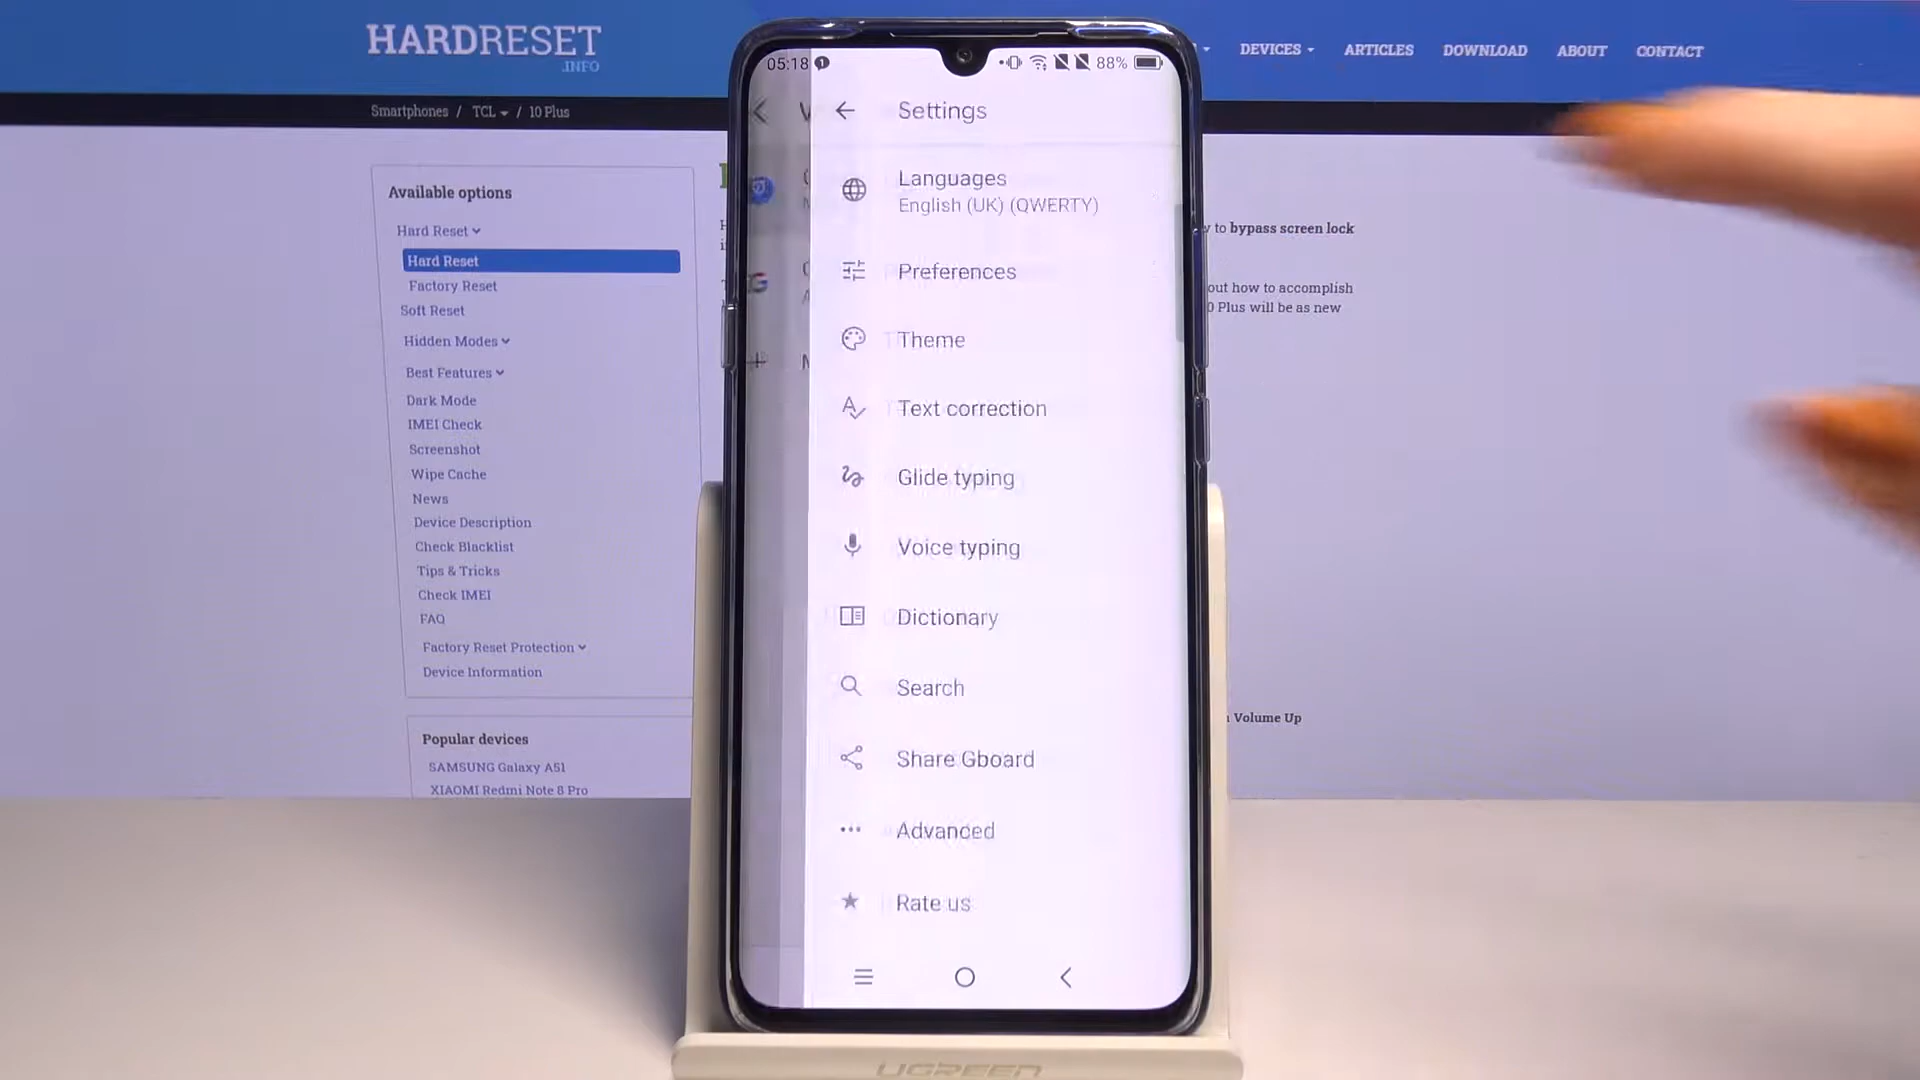 HARDRESET
.INFO
DEVICES
ARTICLES
DOWNLOAD
ABOUT
CONTACT
Smartphones / TCL / 10 Plus
Available options
Hard Reset
Hard Reset
Factory Reset
Soft Reset
Hidden Modes
Best Features
Dark Mode
IMEI Check
Screenshot
Wipe Cache
News
Device Description
Check Blacklist
Tips & Tricks
Check IMEI
FAQ
Factory Reset Protection
Device Information
Popular devices
SAMSUNG Galaxy A51
XIAOMI Redmi Note 8 Pro
05:18
88%
Settings
Languages
English (UK) (QWERTY)
Preferences
Theme
Text correction
Glide typing
Voice typing
Dictionary
Search
Share Gboard
Advanced
Rate us
to bypass screen lock
out how to accomplish
0 Plus will be as new
Volume Up
UGREEN